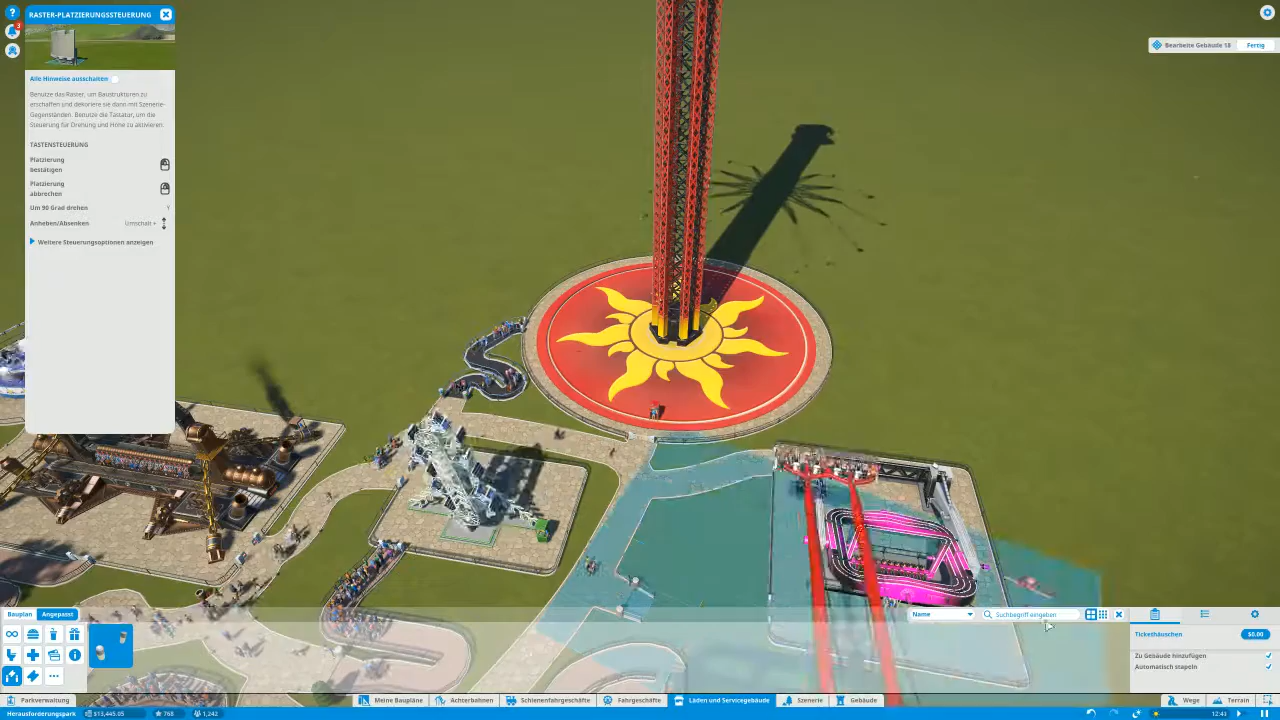 RASTER-PLATZIERUNGSSTEUERUNG
?
3
Alle Hinweise ausschalten
Benutze das Raster, um Baustrukturen zu
erschaffen und dekoriere sie dann mit Szenerie-
Gegenständen. Benutze die Tastatur, um die
Steuerung für Drehung und Höhe zu aktivieren.
TASTENSTEUERUNG
Platzierung
bestätigen
Platzierung
abbrechen
Um 90 Grad drehen Y
Anheben/Absenken Umschalt +
Weitere Steuerungsoptionen anzeigen
Bearbeite Gebäude 18 Fertig
Bauplan Angepasst
Name
Suchbegriff eingeben
Tickethäuschen $0.00
Zu Gebäude hinzufügen
Automatisch stapeln
Parkverwaltung Meine Baupläne Achterbahnen Schienenfahrgeschäfte Fahrgeschäfte Läden und Servicegebäude Szenerie Gebäude Wege Terrain
Herausforderungspark $13,445.05 768 1,242 12:43